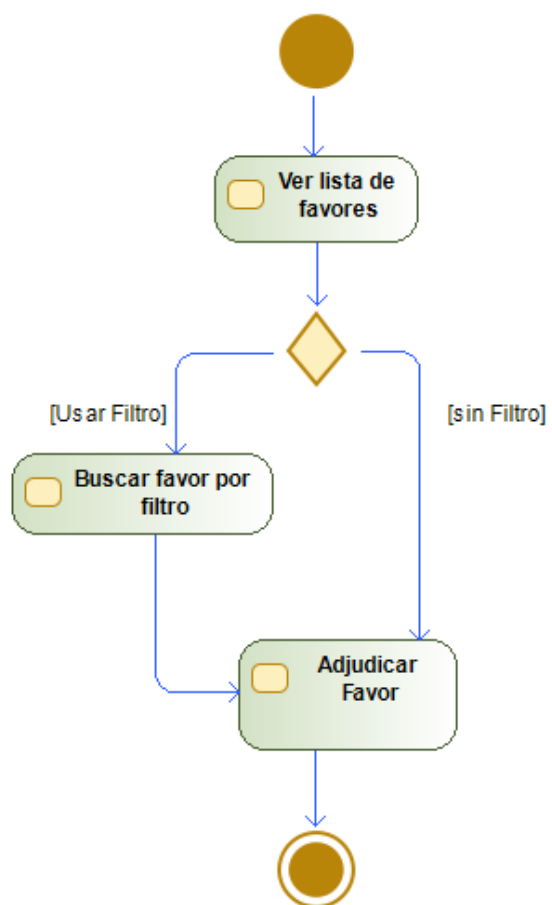 Ver lista de
favores
[Usar Filtro]
[sin Filtro]
Buscar favor por
filtro
Adjudicar
Favor